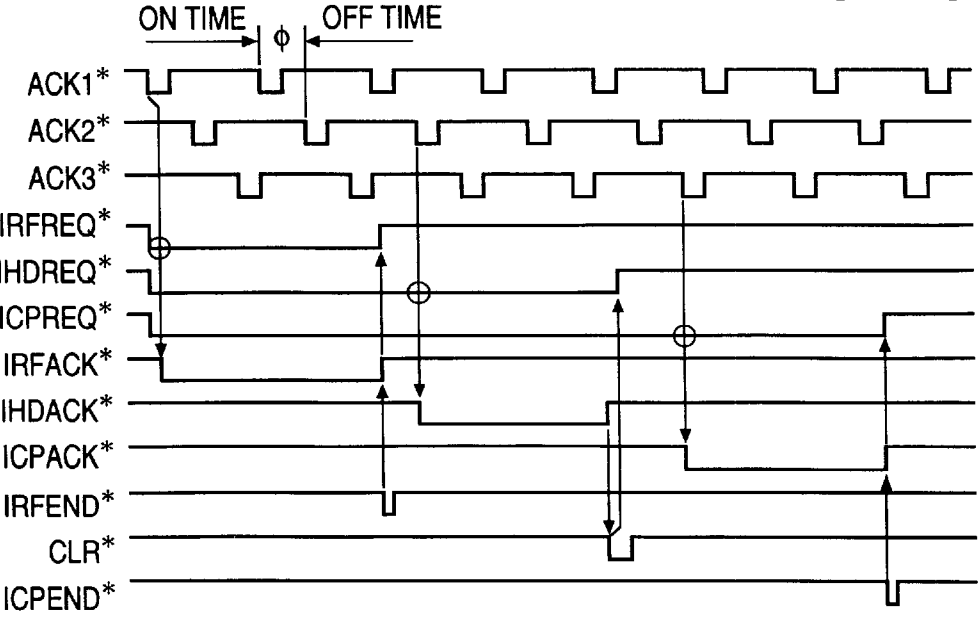 ON TIME φ OFF TIME
ACK1*
ACK2*
ACK3*
IRFREQ*
IHDREQ*
ICPREQ*
IRFACK*
IHDACK*
ICPACK*
IRFEND*
CLR*
ICPEND*